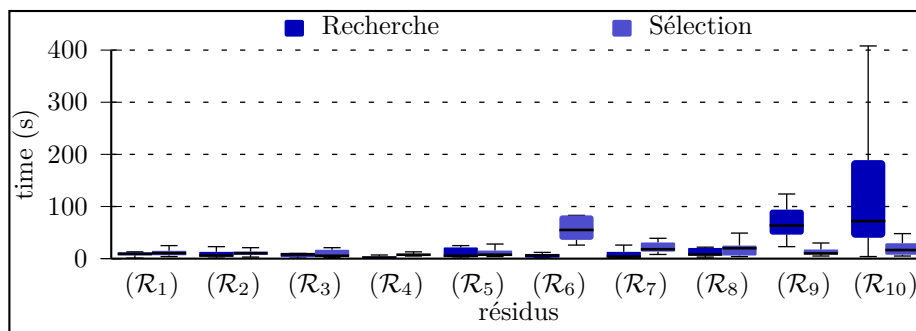 Recherche Sélection
400
300
200
100
0
time (s)
(ℛ₁) (ℛ₂) (ℛ₃) (ℛ₄) (ℛ₅) (ℛ₆) (ℛ₇) (ℛ₈) (ℛ₉) (ℛ₁₀)
résidus